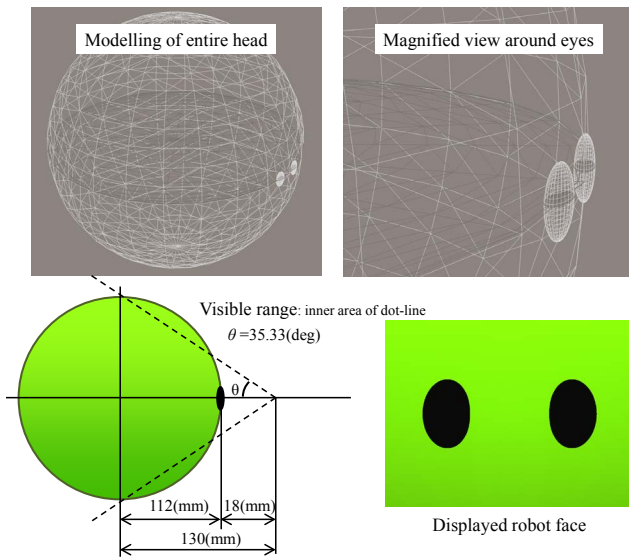 Modelling of entire head
Magnified view around eyes
Visible range: inner area of dot-line
θ=35.33(deg)
θ
112(mm)
18(mm)
130(mm)
Displayed robot face